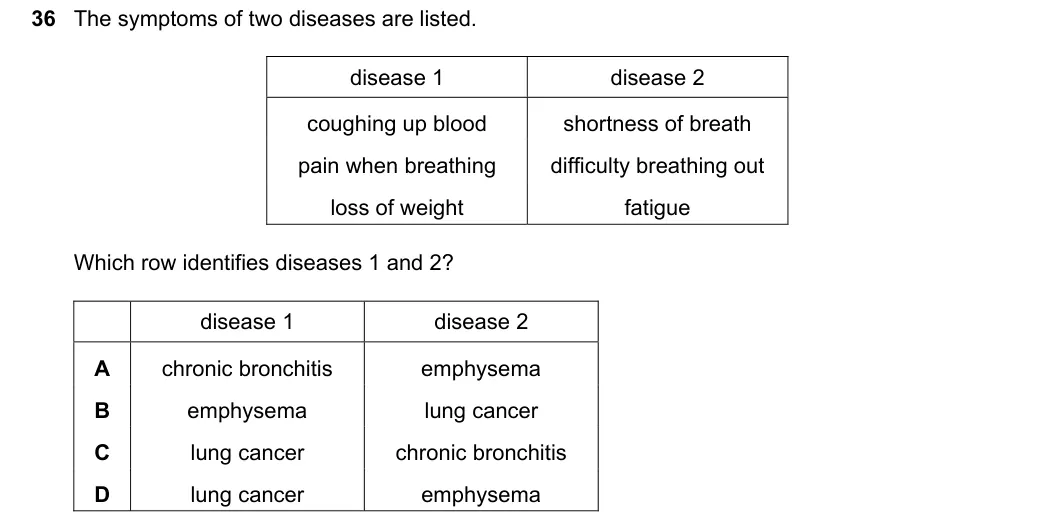 36 The symptoms of two diseases are listed.
disease 1 disease 2
coughing up blood shortness of breath
pain when breathing difficulty breathing out
loss of weight fatigue
Which row identifies diseases 1 and 2?
disease 1 disease 2
A chronic bronchitis emphysema
B emphysema lung cancer
C lung cancer chronic bronchitis
D lung cancer emphysema